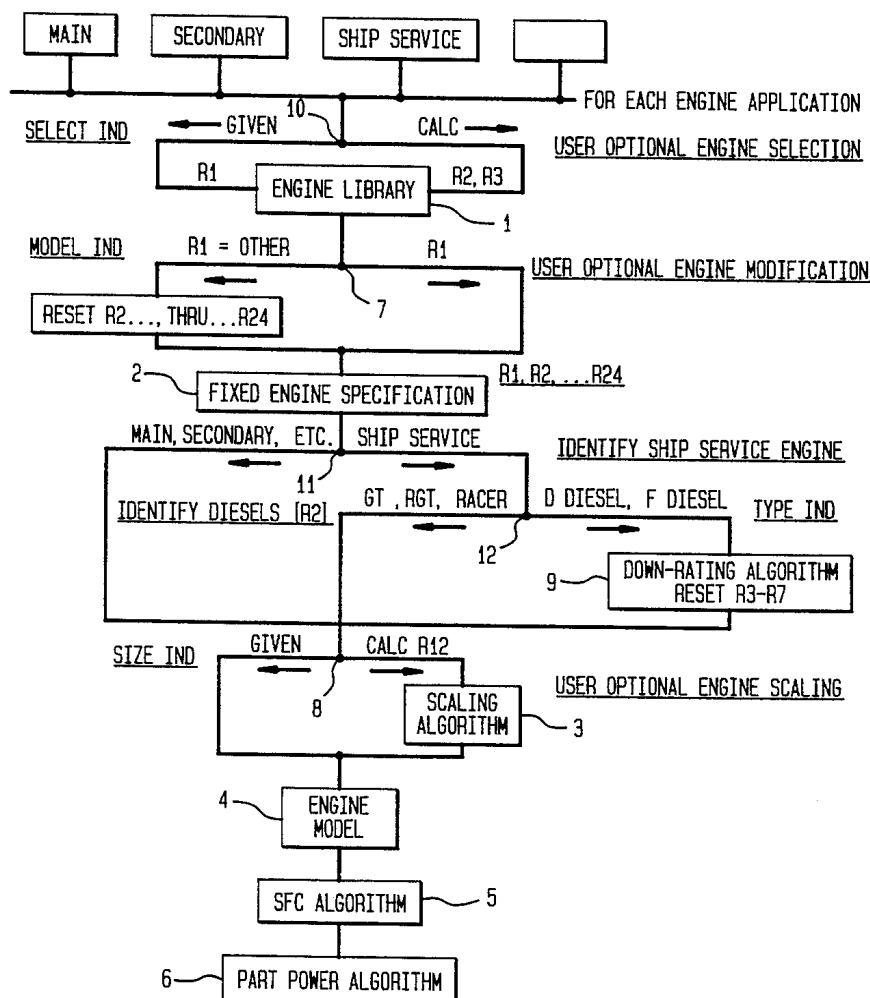 MAIN
SECONDARY
SHIP SERVICE
FOR EACH ENGINE APPLICATION
10
SELECT IND
GIVEN
CALC
USER OPTIONAL ENGINE SELECTION
R1
ENGINE LIBRARY
R2, R3
1
MODEL IND
R1 = OTHER
R1
USER OPTIONAL ENGINE MODIFICATION
7
RESET R2..., THRU...R24
2
FIXED ENGINE SPECIFICATION
R1, R2, ...R24
MAIN, SECONDARY, ETC.
SHIP SERVICE
IDENTIFY SHIP SERVICE ENGINE
11
IDENTIFY DIESELS [R2]
GT , RGT, RACER
D DIESEL, F DIESEL
TYPE IND
12
9
DOWN-RATING ALGORITHM
RESET R3-R7
SIZE IND
GIVEN
CALC R12
USER OPTIONAL ENGINE SCALING
8
SCALING
ALGORITHM
3
4
ENGINE
MODEL
SFC ALGORITHM
5
6
PART POWER ALGORITHM